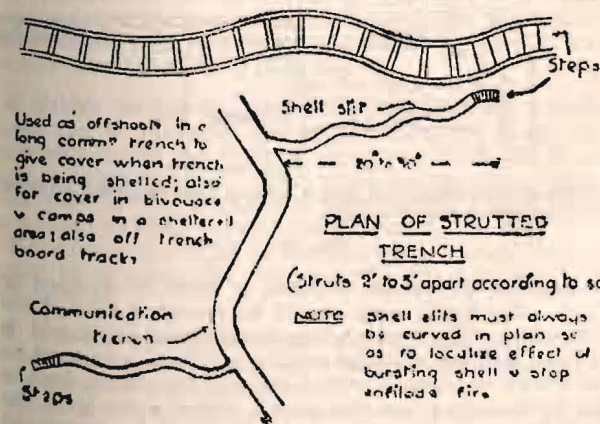 Steps
Shell slit
Used as offshoots in a
long commn trench to
give cover when trench
is being shelled; also
for cover in bivouacs
& camps in a sheltered
area; also off trench
board tracks
PLAN OF STRUTTED
TRENCH
(Struts 2' to 3' apart according to
Communication
trench
NOTE Shell slits must always
be curved in plan so
as to localize effect of
bursting shell & stop
enfilade fire
Steps